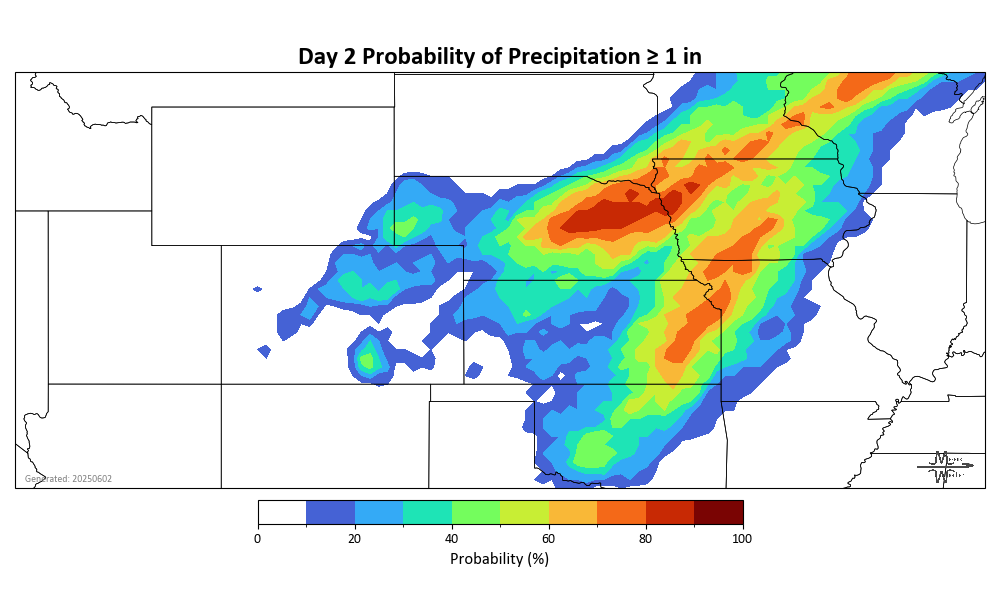 Day 2 Probability of Precipitation ≥ 1 in
Generated: 20250602
0 20 40 60 80 100
Probability (%)